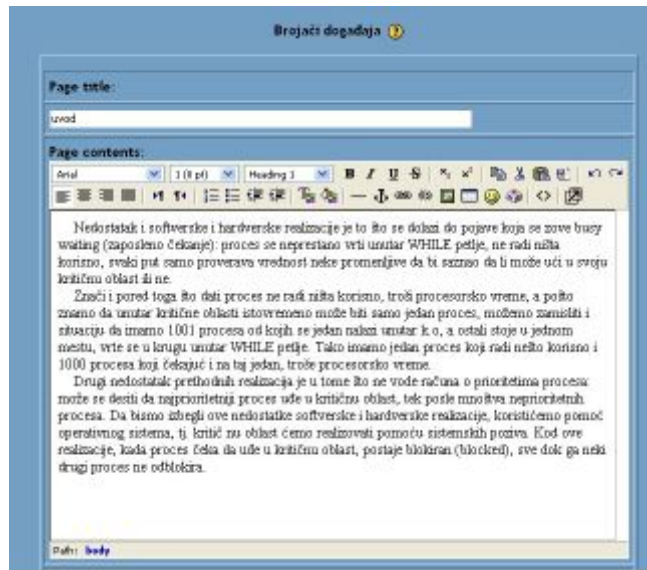 Brojači događaja
Page title:
uvod
Page contents:
Arial 1 (8 pt) Heading 1 B I U S
Nedostatak i softverske i hardverske realizacije je to što se dolazi do pojave koja se zove busy
waiting (zaposleno čekanje): proces se neprestano vrti unutar WHILE petlje, ne radi ništa
korisno, svaki put samo proverava vrednost neke promenljive da bi saznao da li može ući u svoju
kritičnu oblast ili ne.
Znači i pored toga što dati proces ne radi ništa korisno, troši procesorsko vreme, a pošto
znamo da unutar kritične oblasti istovremeno može biti samo jedan proces, možemo zamisliti i
situaciju da imamo 1001 procesa od kojih se jedan nalazi unutar k.o, a ostali stoje u jednom
mestu, vrte se u krugu unutar WHILE petlje. Tako imamo jedan proces koji radi nešto korisno i
1000 procesa koji čekajuć i na taj jedan, troše procesorsko vreme.
Drugi nedostatak prethodnih realizacija je u tome što ne vode računa o prioritetima procesa:
može se desiti da najprioritetniji proces uđe u kritičnu oblast, tek posle mnoštva neprioritetnih
procesa. Da bismo izbegli ove nedostatke softverske i hardverske realizacije, koristićemo pomoć
operativnog sistema, tj. kritič nu oblast ćemo realizovati pomoću sistemskih poziva. Kod ove
realizacije, kada proces čeka da uđe u kritičnu oblast, postaje blokiran (blocked), sve dok ga neki
drugi proces ne odblokira.
Path: body